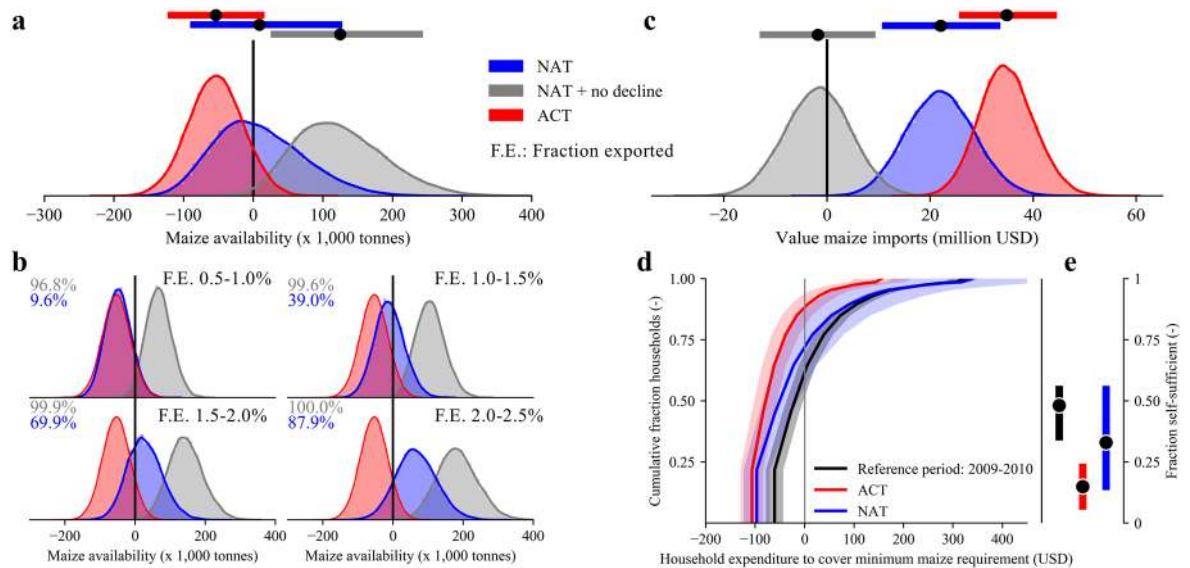 a
NAT
NAT + no decline
ACT
F.E.: Fraction exported
−300 −200 −100 0 100 200 300 400
Maize availability (x 1,000 tonnes)
c
−20 0 20 40 60
Value maize imports (million USD)
b
96.8%
9.6%
F.E. 0.5-1.0%
99.6%
39.0%
F.E. 1.0-1.5%
99.9%
69.9%
F.E. 1.5-2.0%
100.0%
87.9%
F.E. 2.0-2.5%
−200 0 200 400
Maize availability (x 1,000 tonnes)
−200 0 200 400
Maize availability (x 1,000 tonnes)
d
1.00
0.75
0.50
0.25
Cumulative fraction households (-)
Reference period: 2009-2010
ACT
NAT
−200 −100 0 100 200 300 400
Household expenditure to cover minimum maize requirement (USD)
e
1
0.75
0.50
0.25
0
Fraction self-sufficient (-)